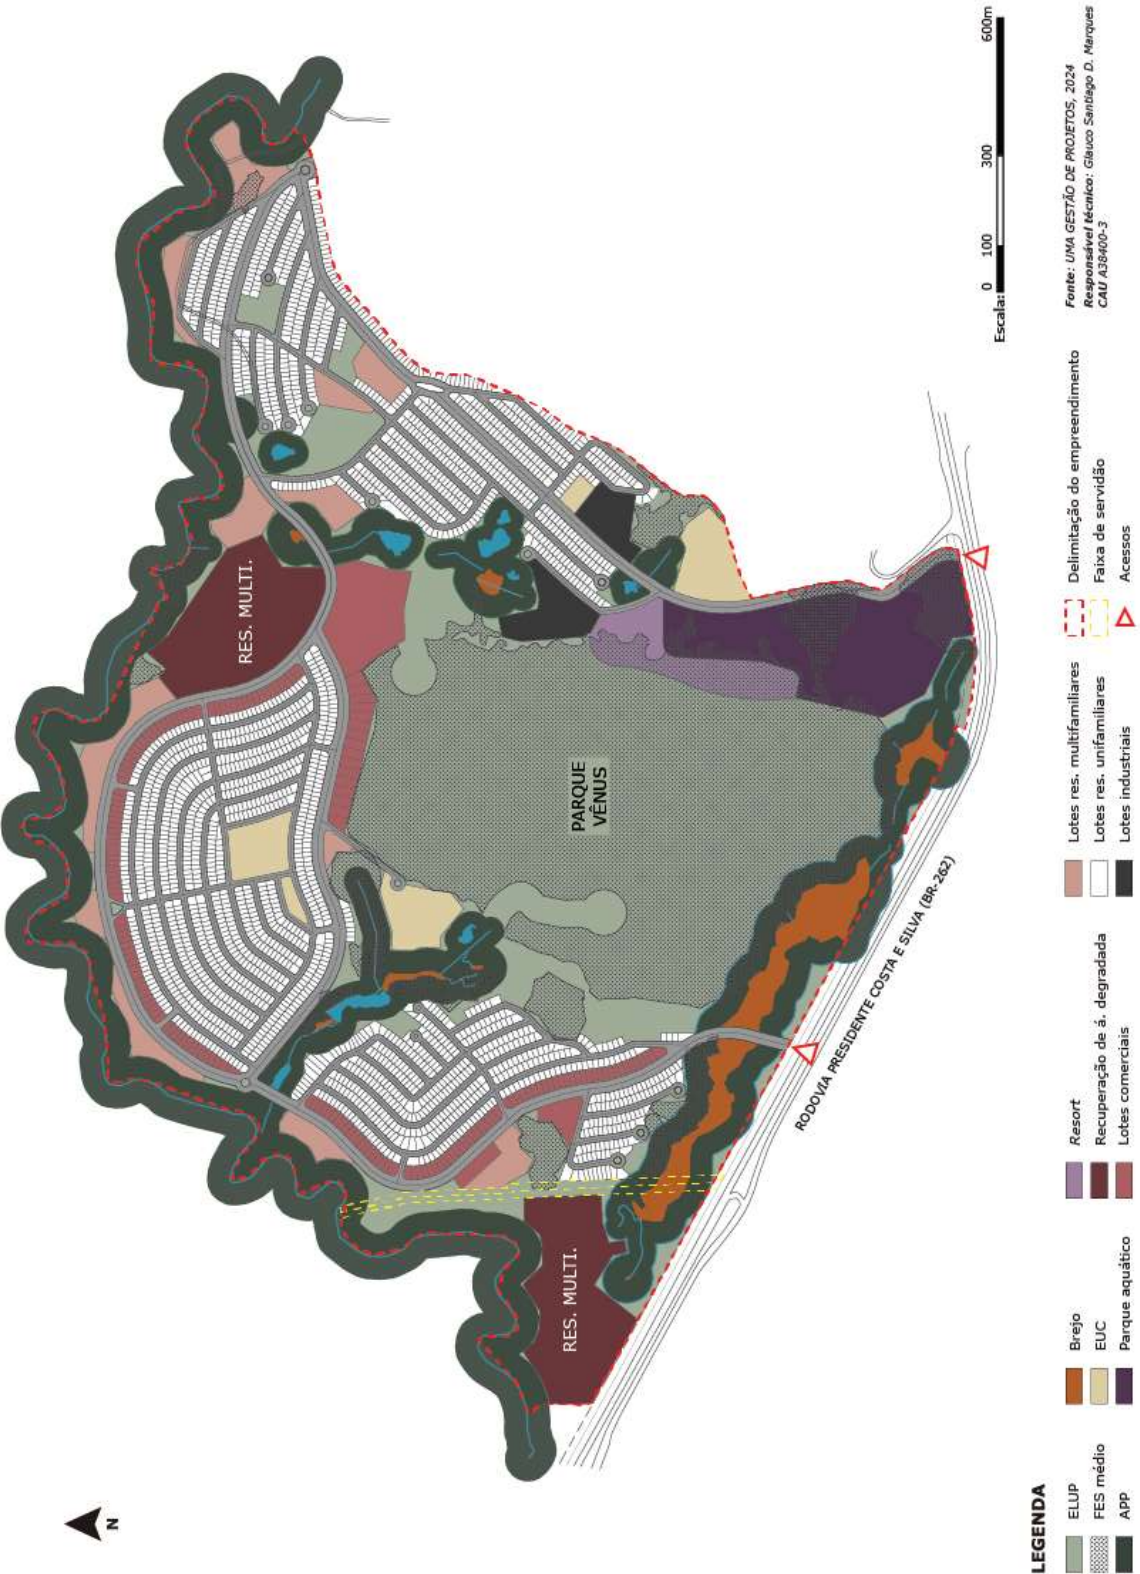 N
RES. MULTI.
RES. MULTI.
PARQUE
VÊNUS
RODOVIA PRESIDENTE COSTA E SILVA (BR-262)
LEGENDA
ELUP
FES médio
APP
Brejo
EUC
Parque aquático
Resort
Recuperação de á. degradada
Lotes comerciais
Lotes res. multifamiliares
Lotes res. unifamiliares
Lotes industriais
Delimitação do empreendimento
Faixa de servidão
Acessos
Escala:
0 100 300 600m
Fonte: UMA GESTÃO DE PROJETOS, 2024
Responsável técnico: Glauco Santiago D. Marques
CAU A38400-3